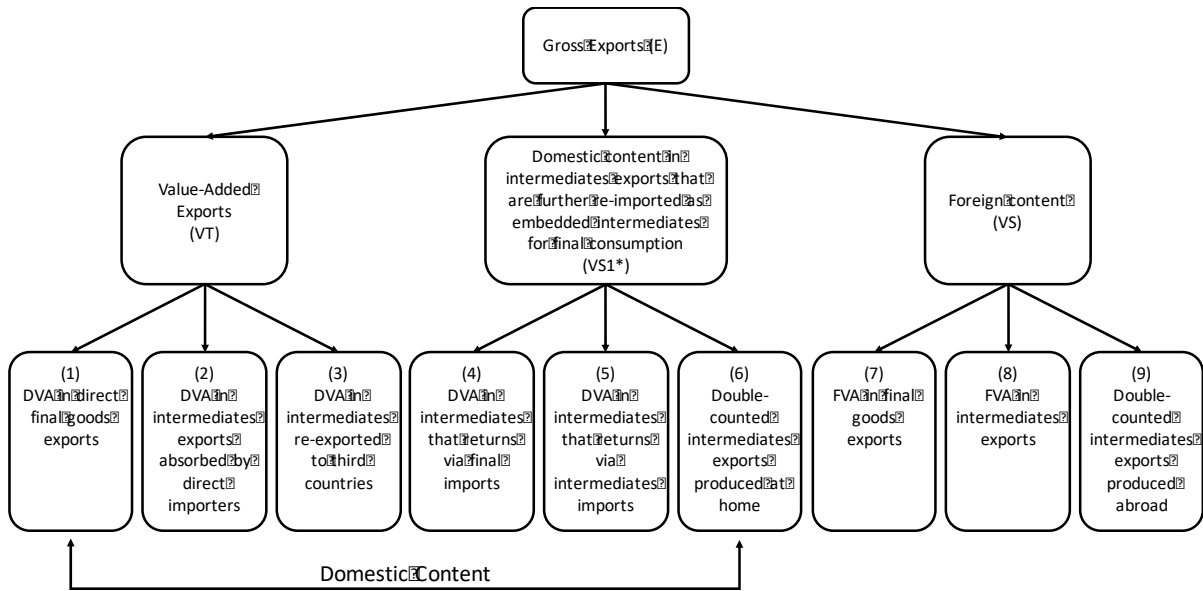 Gross⍰Exports⍰(E)
Value-Added⍰
Exports
(VT)
Domestic⍰content⍰in⍰
intermediates⍰exports⍰that⍰
are⍰further⍰re-imported⍰as⍰
embedded⍰intermediates⍰
for⍰final⍰consumption
(VS1*)
Foreign⍰content⍰
(VS)
(1)
DVA⍰in⍰direct⍰
final⍰goods⍰
exports
(2)
DVA⍰in⍰
intermediates⍰
exports⍰
absorbed⍰by⍰
direct⍰
importers
(3)
DVA⍰in⍰
intermediates⍰
re-exported⍰
to⍰third⍰
countries
(4)
DVA⍰in⍰
intermediates⍰
that⍰returns⍰
via⍰final⍰
imports
(5)
DVA⍰in⍰
intermediates⍰
that⍰returns⍰
via⍰
intermediates⍰
imports
(6)
Double-
counted⍰
intermediates⍰
exports⍰
produced⍰at⍰
home
(7)
FVA⍰in⍰final⍰
goods⍰
exports
(8)
FVA⍰in⍰
intermediates⍰
exports
(9)
Double-
counted⍰
intermediates⍰
exports⍰
produced⍰
abroad
Domestic⍰Content